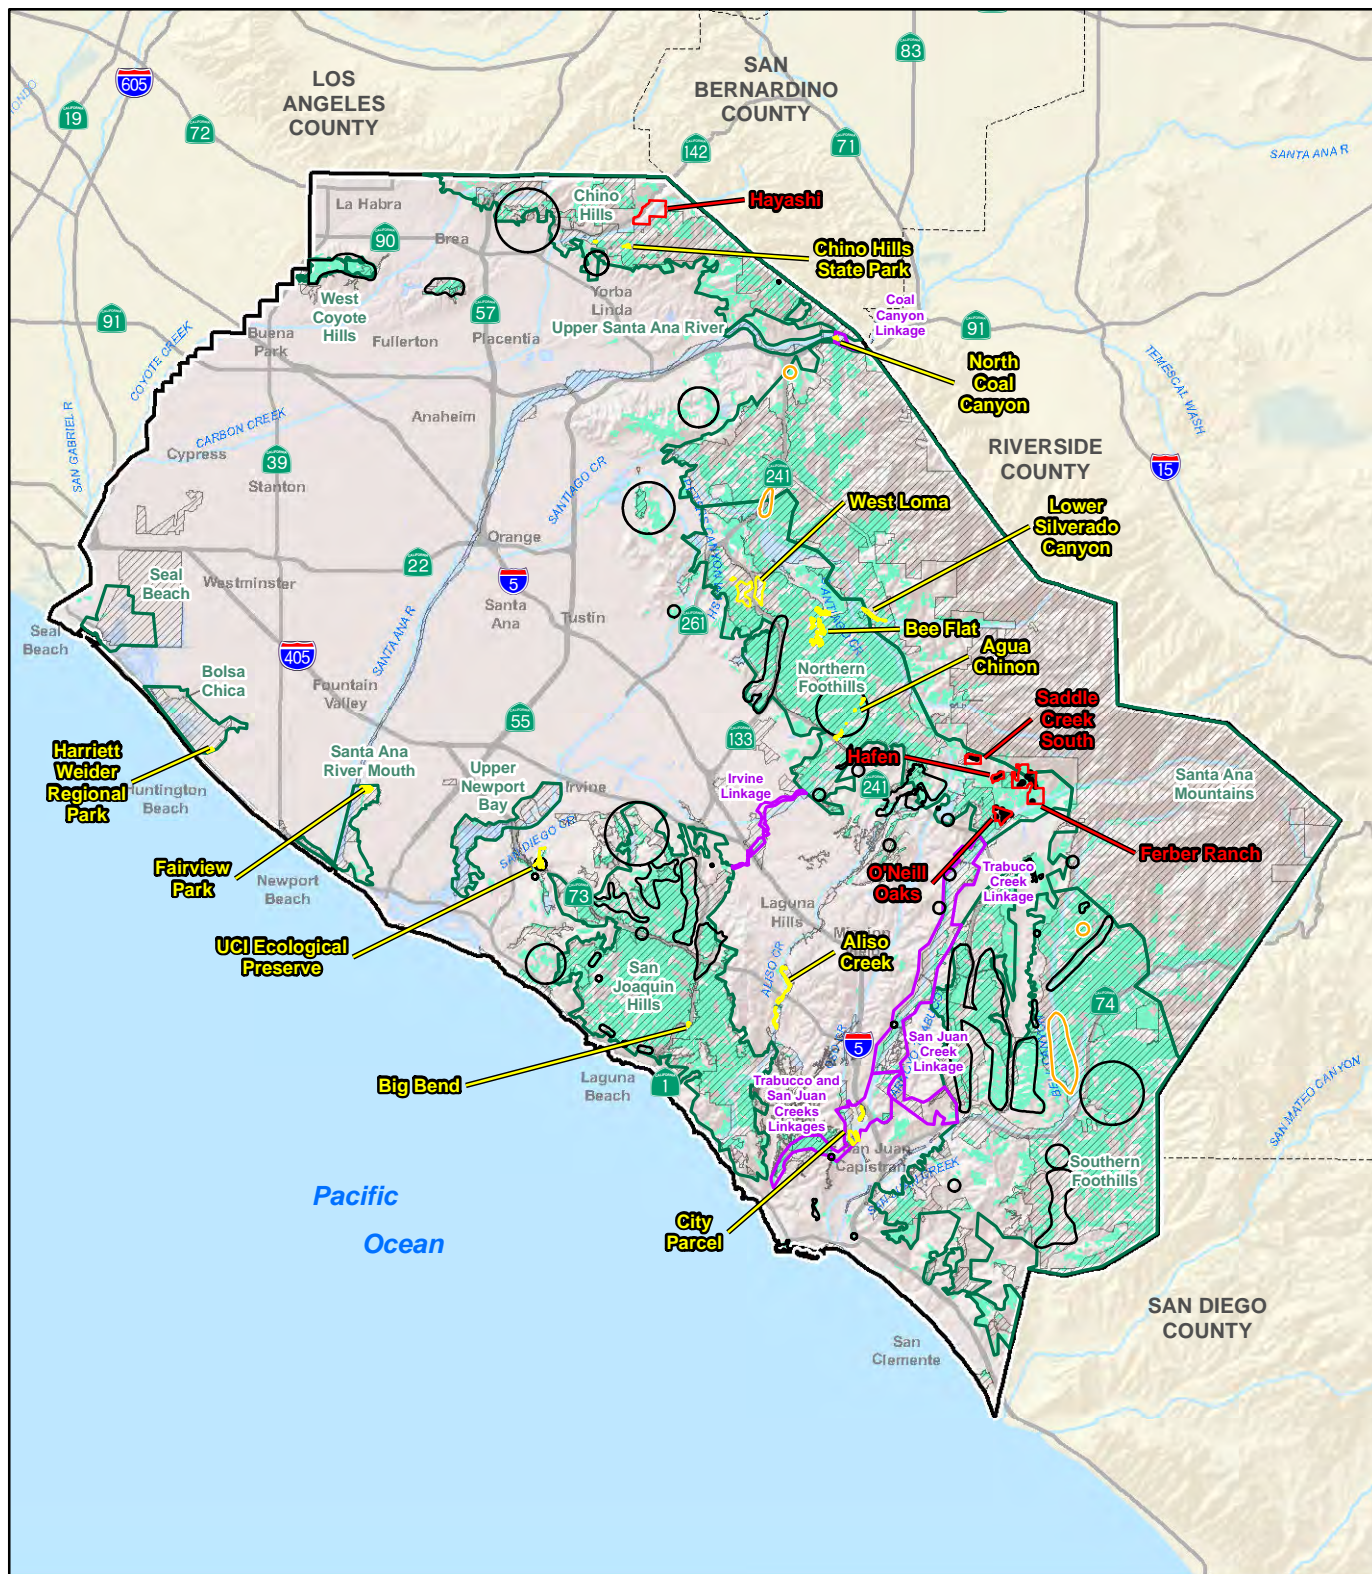 LOS
ANGELES
COUNTY
SAN
BERNARDINO
COUNTY
83
605
19
72
142
71
SANTA ANA R
La Habra
Chino
Hills
Hayashi
90
Brea
Chino Hills
State Park
West
Coyote
Hills
57
Yorba
Linda
Upper Santa Ana River
Coal
Canyon
Linkage
91
91
Buena
Park
Fullerton
Placentia
COYOTE CREEK
North
Coal
Canyon
TEMESCAL WASH
SAN GABRIEL R
CARBON CREEK
Anaheim
Cypress
RIVERSIDE
COUNTY
39
Stanton
15
SANTIAGO CR
241
West Loma
Lower
Silverado
Canyon
Orange
22
5
Westminster
Seal
Beach
Santa
Ana
Tustin
261
Bee Flat
Seal
Beach
405
SANTA ANA R
Agua
Chinon
Northern
Foothills
Bolsa
Chica
Fountain
Valley
55
133
Saddle
Creek
South
Harriett
Weider
Regional
Park
Huntington
Beach
Santa Ana
River Mouth
Upper
Newport
Bay
Irvine
Irvine
Linkage
Hafen
241
Santa Ana
Mountains
SAN DIEGO CR
Fairview
Park
Newport
Beach
73
Laguna
Hills
O'Neill
Oaks
Trabuco
Creek
Linkage
Ferber Ranch
UCI Ecological
Preserve
San
Joaquin
Hills
ALISO CR
Aliso
Creek
74
5
San Juan
Creek
Linkage
Big Bend
Laguna
Beach
1
Trabucco and
San Juan
Creeks
Linkages
SAN MATEO CANYON
San Juan
Capistrano
Southern
Foothills
Pacific
Ocean
City
Parcel
SAN DIEGO
COUNTY
San
Clemente